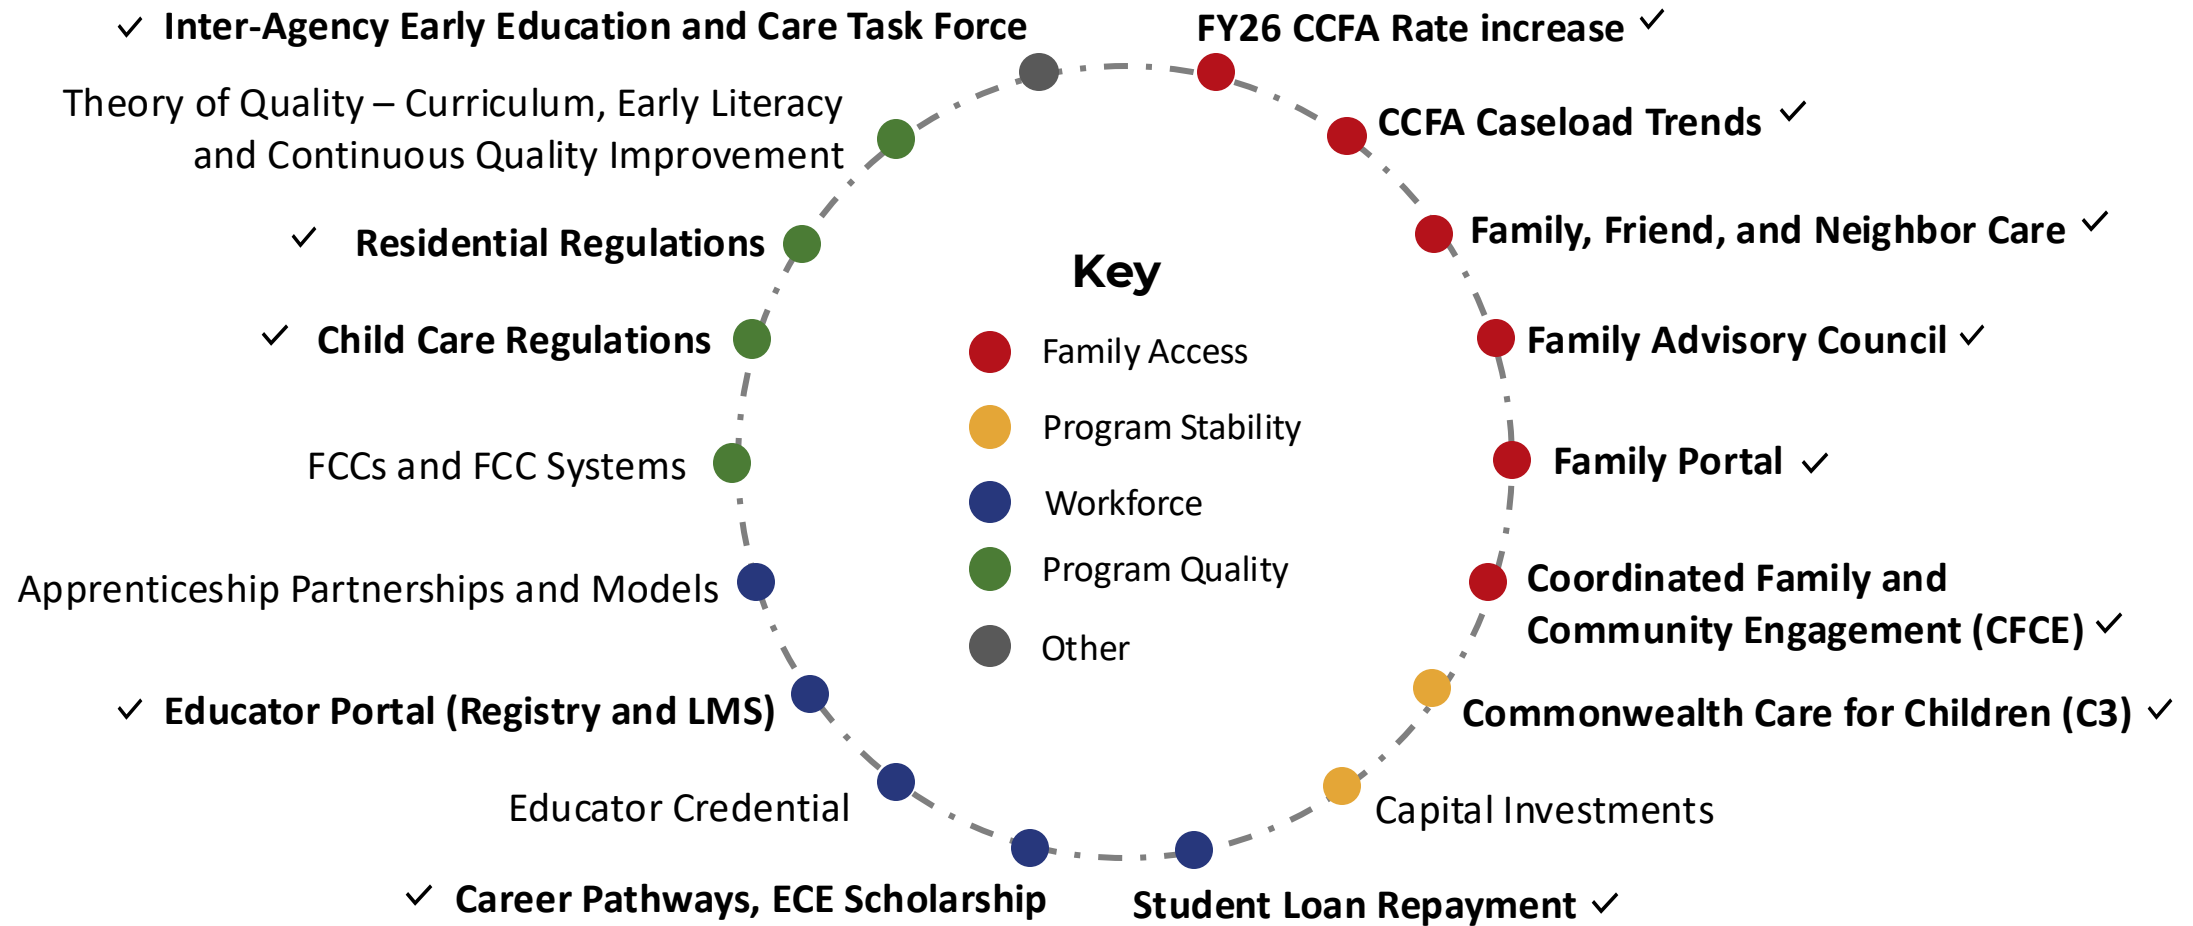 ✓ Inter-Agency Early Education and Care Task Force
FY26 CCFA Rate increase ✓
Theory of Quality – Curriculum, Early Literacy
and Continuous Quality Improvement
CCFA Caseload Trends ✓
✓ Residential Regulations
Family, Friend, and Neighbor Care ✓
✓ Child Care Regulations
Family Advisory Council ✓
FCCs and FCC Systems
Family Portal ✓
Apprenticeship Partnerships and Models
Coordinated Family and
Community Engagement (CFCE) ✓
✓ Educator Portal (Registry and LMS)
Commonwealth Care for Children (C3) ✓
Educator Credential
Capital Investments
✓ Career Pathways, ECE Scholarship
Student Loan Repayment ✓
Key
Family Access
Program Stability
Workforce
Program Quality
Other